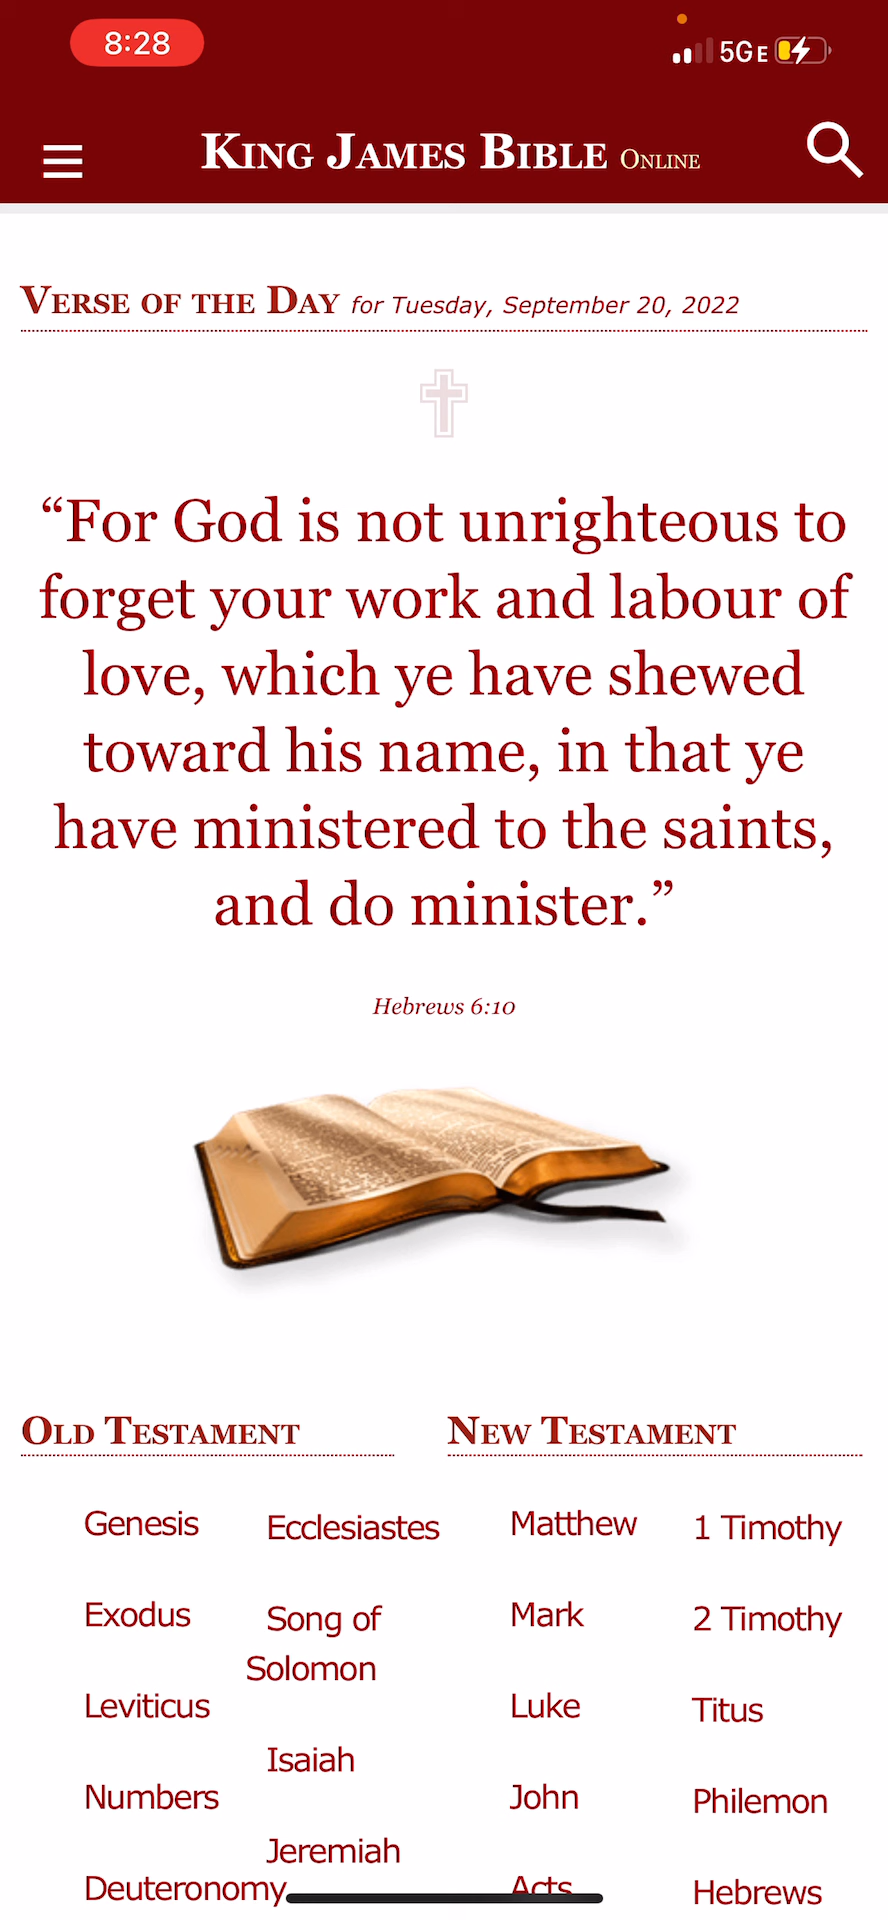 8:28
5GE
KING JAMES BIBLE ONLINE
VERSE OF THE DAY for Tuesday, September 20, 2022
“For God is not unrighteous to
forget your work and labour of
love, which ye have shewed
toward his name, in that ye
have ministered to the saints,
and do minister.”
Hebrews 6:10
OLD TESTAMENT
Genesis
Exodus
Leviticus
Numbers
Deuteronomy
Ecclesiastes
Song of
Solomon
Isaiah
Jeremiah
NEW TESTAMENT
Matthew
Mark
Luke
John
Acts
1 Timothy
2 Timothy
Titus
Philemon
Hebrews